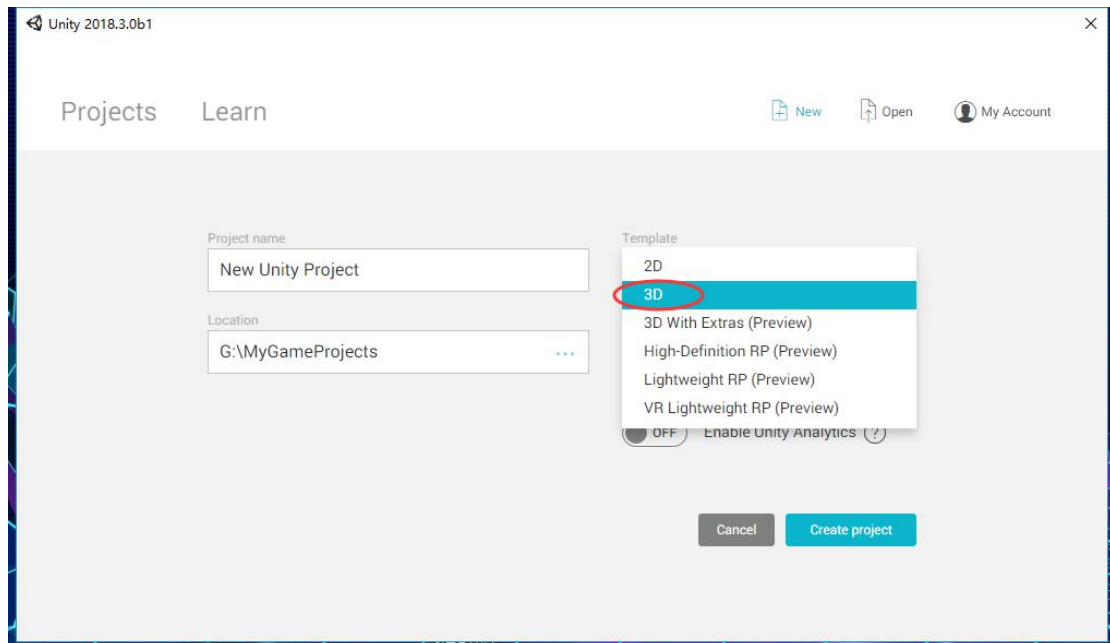 Unity 2018.3.0b1
Projects Learn New Open My Account
Project name
New Unity Project
Location
G:\MyGameProjects ...
Template
2D
3D
3D With Extras (Preview)
High-Definition RP (Preview)
Lightweight RP (Preview)
VR Lightweight RP (Preview)
OFF Enable Unity Analytics ?
Cancel Create project